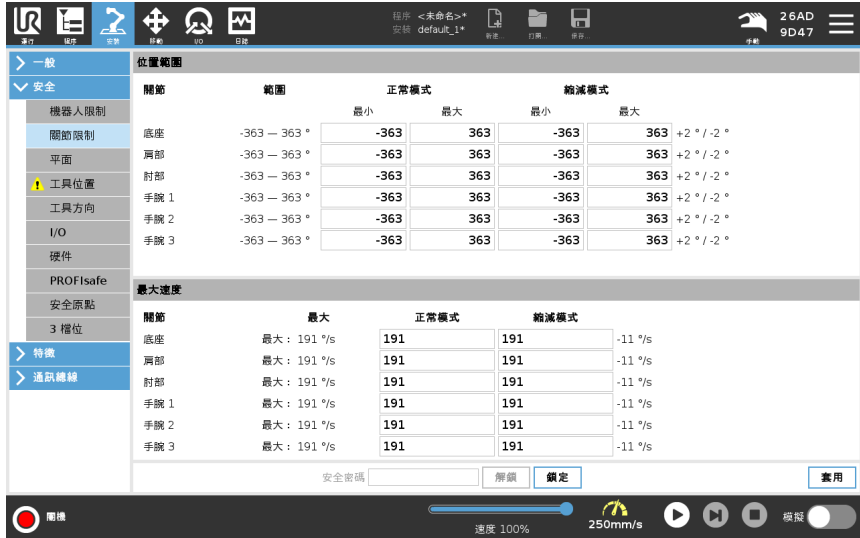 UR
程序 <未命名>*
26AD
安装 default_1*
9D47
運行 程序 安裝 移動 I/O 日誌 新建... 打開... 保存... 手動
一般
安全
機器人限制
關節限制
平面
工具位置
工具方向
I/O
硬件
PROFIsafe
安全原點
3 檔位
特徵
通訊總線
位置範圍
關節 範圍 正常模式 縮減模式
最小 最大 最小 最大
底座 -363 — 363 ° -363 363 -363 363 +2 ° / -2 °
肩部 -363 — 363 ° -363 363 -363 363 +2 ° / -2 °
肘部 -363 — 363 ° -363 363 -363 363 +2 ° / -2 °
手腕 1 -363 — 363 ° -363 363 -363 363 +2 ° / -2 °
手腕 2 -363 — 363 ° -363 363 -363 363 +2 ° / -2 °
手腕 3 -363 — 363 ° -363 363 -363 363 +2 ° / -2 °
最大速度
關節 最大 正常模式 縮減模式
底座 最大： 191 °/s 191 191 -11 °/s
肩部 最大： 191 °/s 191 191 -11 °/s
肘部 最大： 191 °/s 191 191 -11 °/s
手腕 1 最大： 191 °/s 191 191 -11 °/s
手腕 2 最大： 191 °/s 191 191 -11 °/s
手腕 3 最大： 191 °/s 191 191 -11 °/s
安全密碼 解鎖 鎖定 套用
關機 速度 100% 250mm/s 模擬